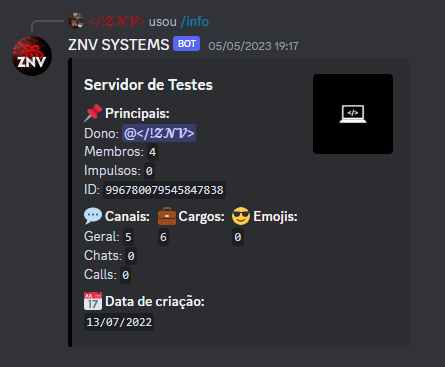 </!𝓩𝓝𝓥> usou /info
ZNV SYSTEMS BOT 05/05/2023 19:17
ZNV
Servidor de Testes
</>
📌 Principais:
Dono: @</!𝓩𝓝𝓥>
Membros: 4
Impulsos: 0
ID: 996780079545847838
💬 Canais: 💼 Cargos: 😎 Emojis:
Geral: 5 6 0
Chats: 0
Calls: 0
📅 Data de criação:
13/07/2022